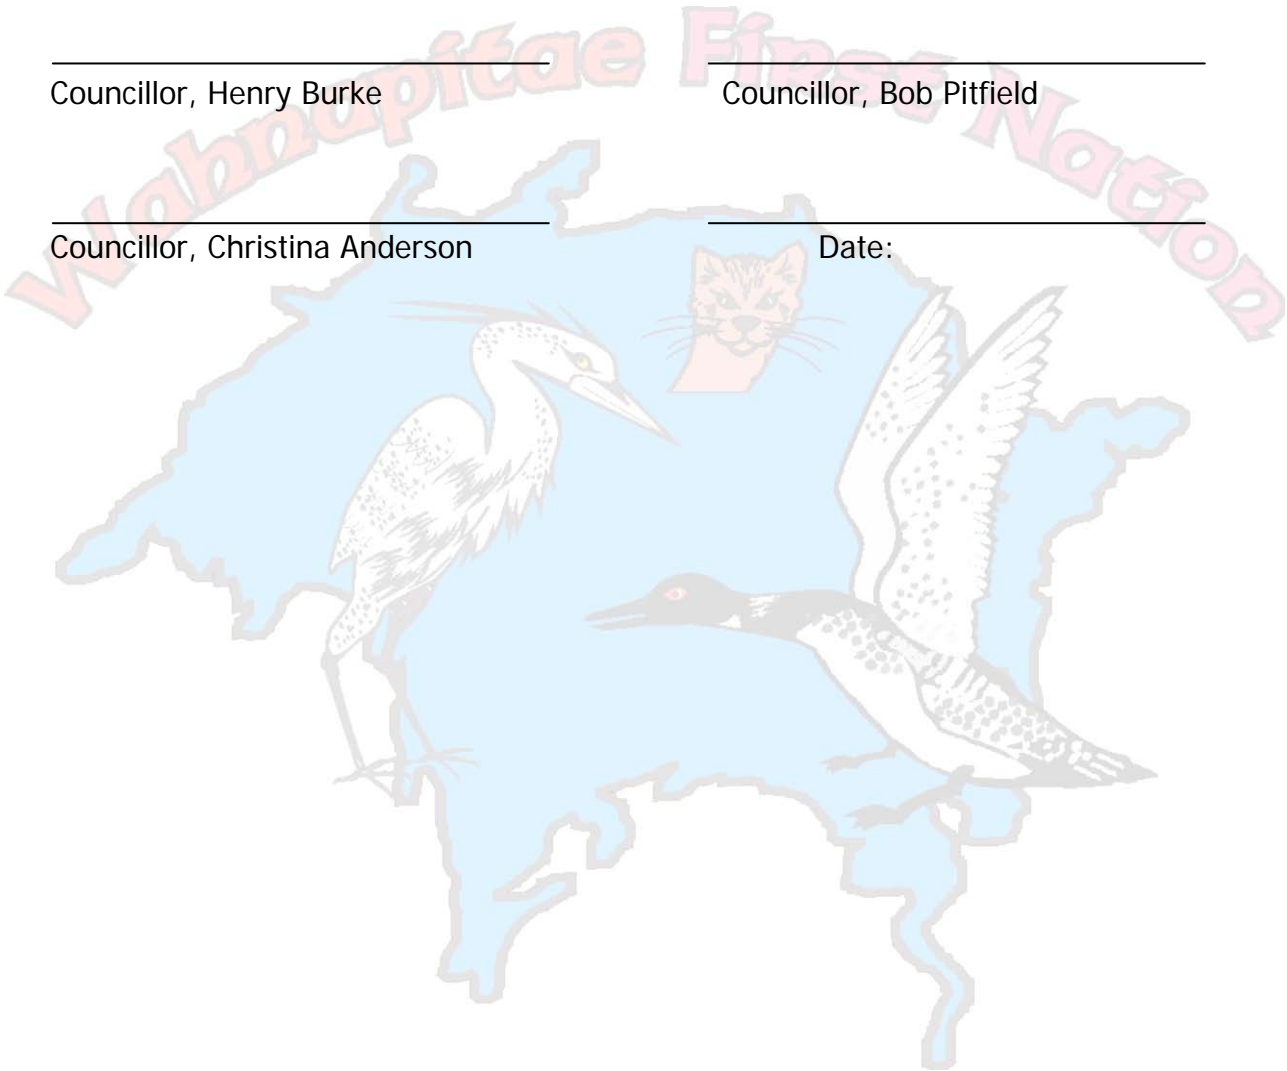 Wahnapitae First Nation
Councillor, Henry Burke
Councillor, Bob Pitfield
Councillor, Christina Anderson
Date: